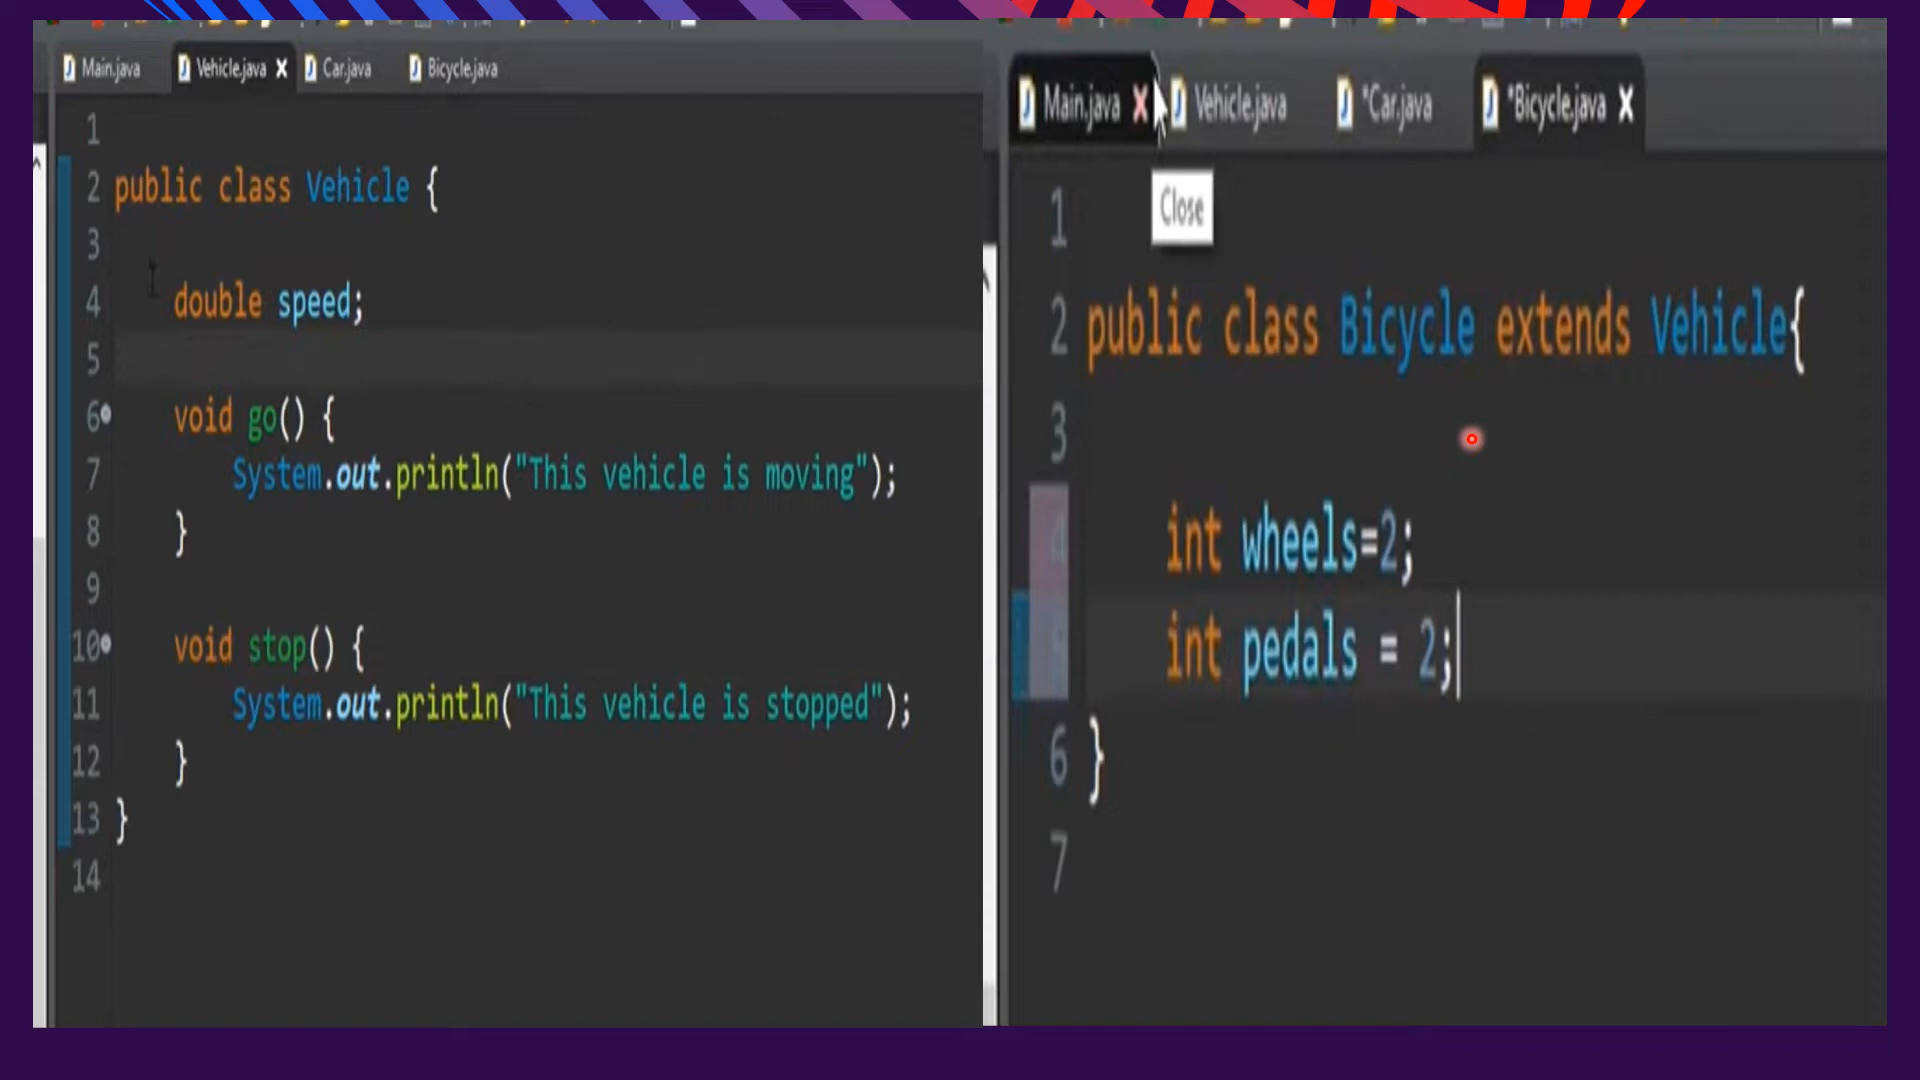 Main.java Vehicle.java Car.java Bicycle.java
1
2 public class Vehicle {
3
4 double speed;
5
6 void go() {
7 System.out.println("This vehicle is moving");
8 }
9
10 void stop() {
11 System.out.println("This vehicle is stopped");
12 }
13 }
14
Main.java Vehicle.java *Car.java *Bicycle.java
Close
1
2 public class Bicycle extends Vehicle{
3
4 int wheels=2;
5 int pedals = 2;
6 }
7